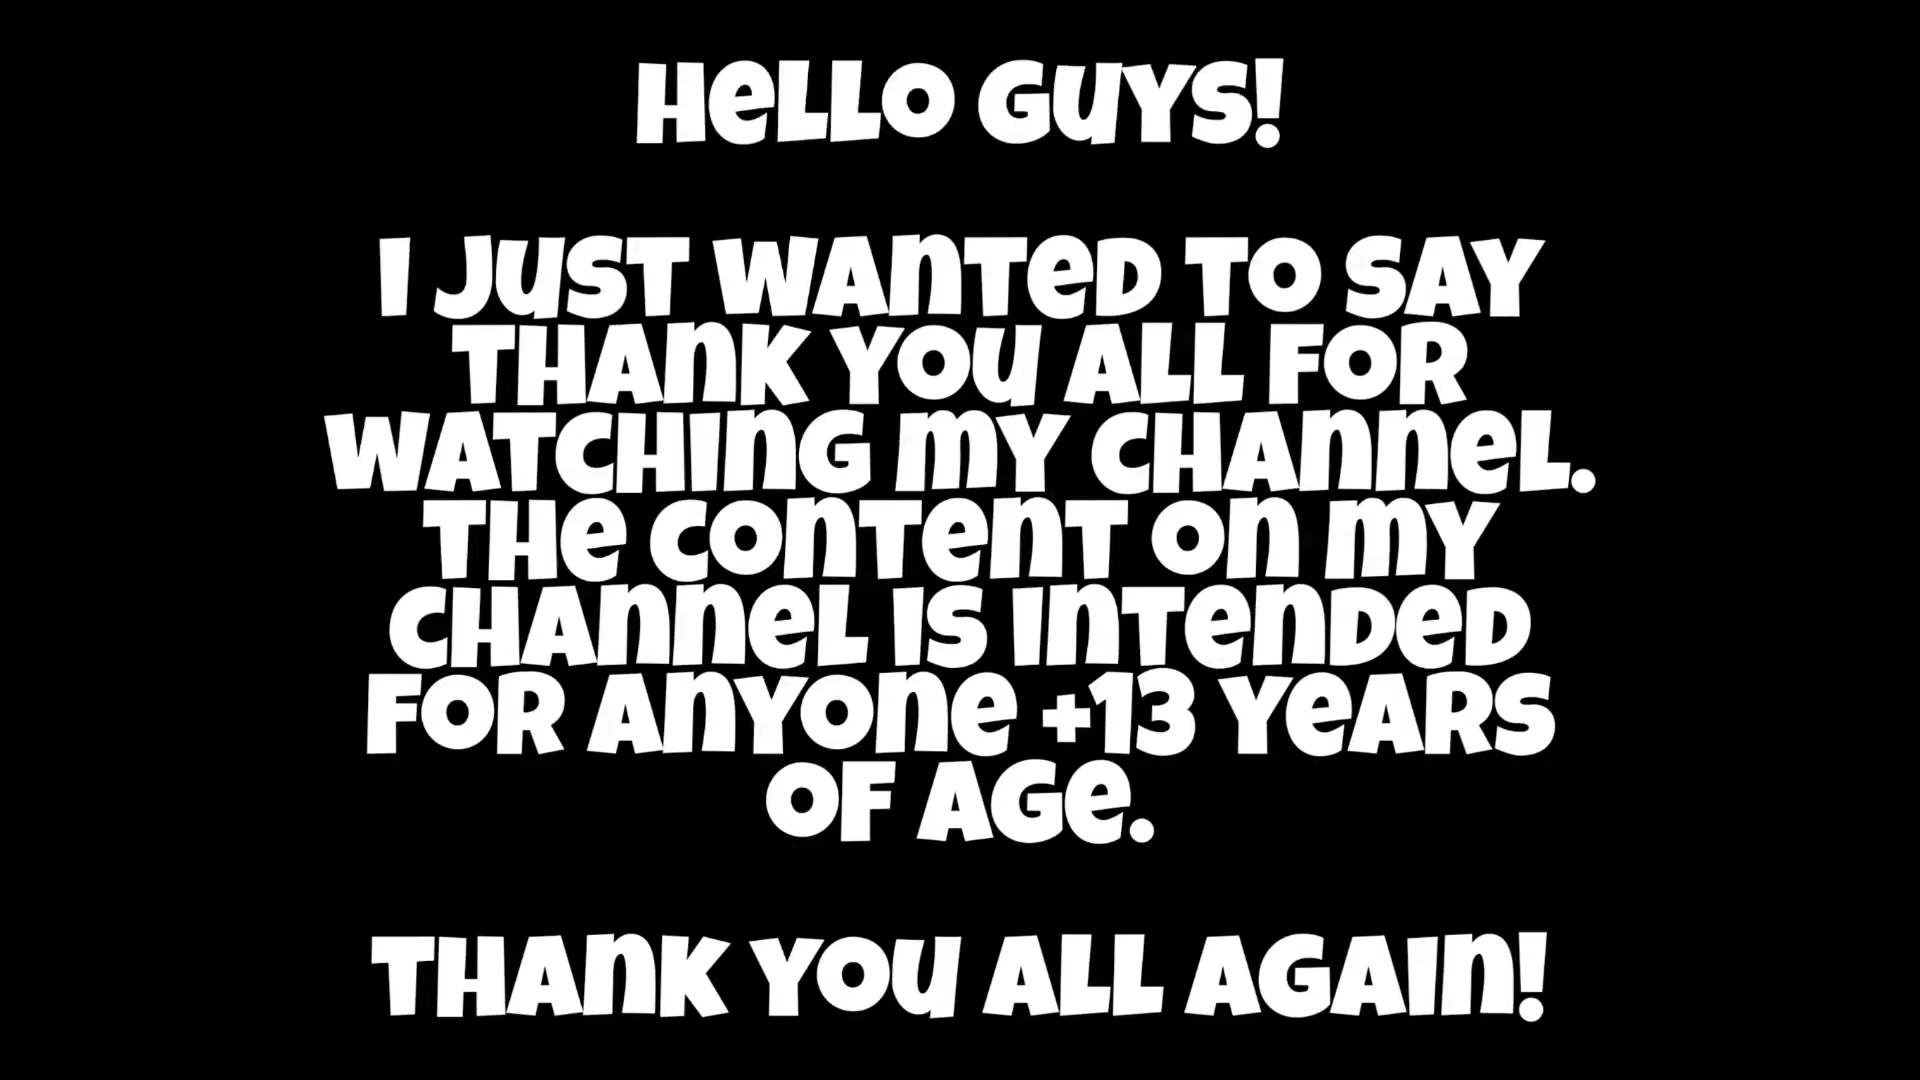 Hello Guys!
I just wanted to say
thank you all for
watching my channel.
The content on my
channel is intended
for anyone +13 years
of age.
Thank you all again!